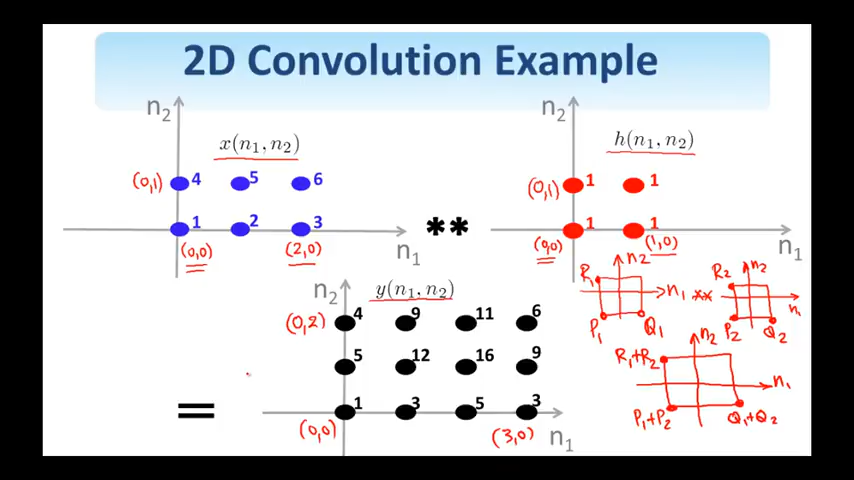 2D Convolution Example
n2
x(n1, n2)
(0,1) 4 5 6
1 2 3
(0,0) (2,0) n1
**
n2
h(n1, n2)
(0,1) 1 1
1 1
(0,0) (1,0) n1
=
n2
y(n1, n2)
(0,2) 4 9 11 6
5 12 16 9
1 3 5 3
(0,0) (3,0) n1
R1 n2 n1 P1 Q1
**
R2 n2 n1 P2 Q2
R1+R2 n2 n1
P1+P2 Q1+Q2